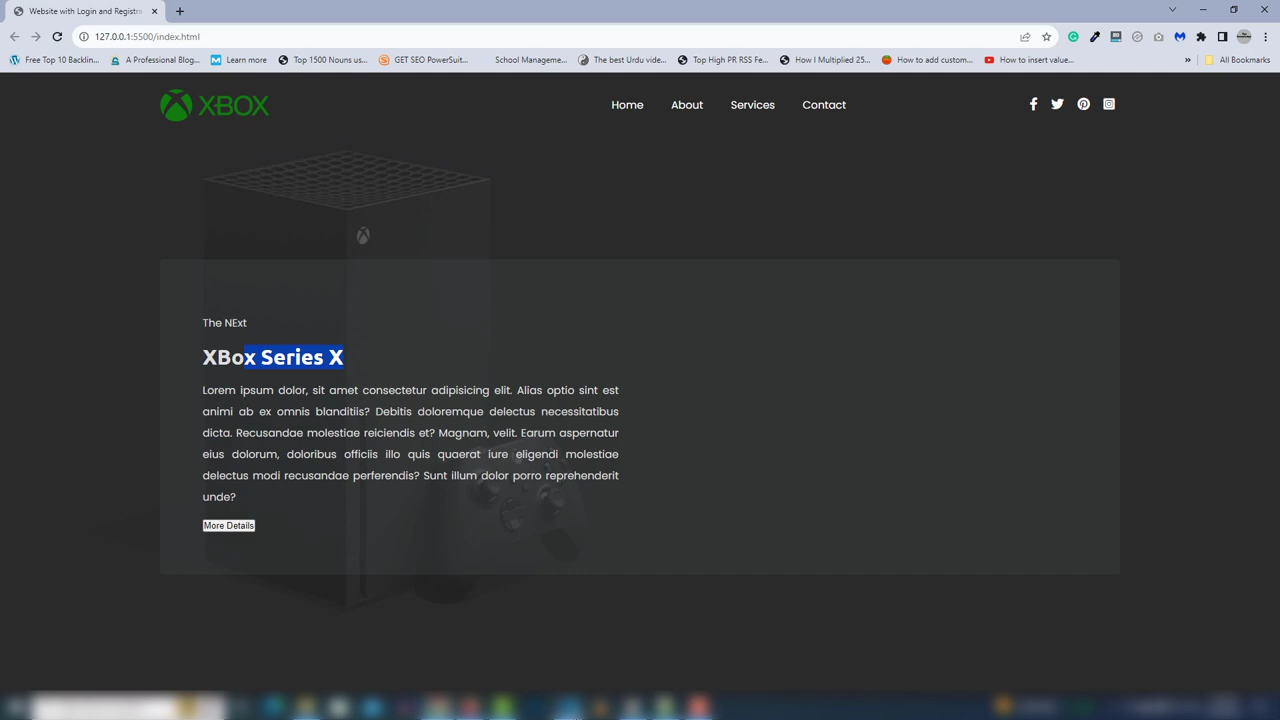 Website with Login and Registr
127.0.0.1:5500/index.html
Free Top 10 Backlin...
A Professional Blog...
Learn more
Top 1500 Nouns us...
GET SEO PowerSuit...
School Manageme...
The best Urdu vide...
Top High PR RSS Fe...
How I Multiplied 25...
How to add custom...
How to insert value...
»
All Bookmarks
XBOX
Home
About
Services
Contact
The NExt
XBox Series X
Lorem ipsum dolor, sit amet consectetur adipisicing elit. Alias optio sint est
animi ab ex omnis blanditiis? Debitis doloremque delectus necessitatibus
dicta. Recusandae molestiae reiciendis et? Magnam, velit. Earum aspernatur
eius dolorum, doloribus officiis illo quis quaerat iure eligendi molestiae
delectus modi recusandae perferendis? Sunt illum dolor porro reprehenderit
unde?
More Details